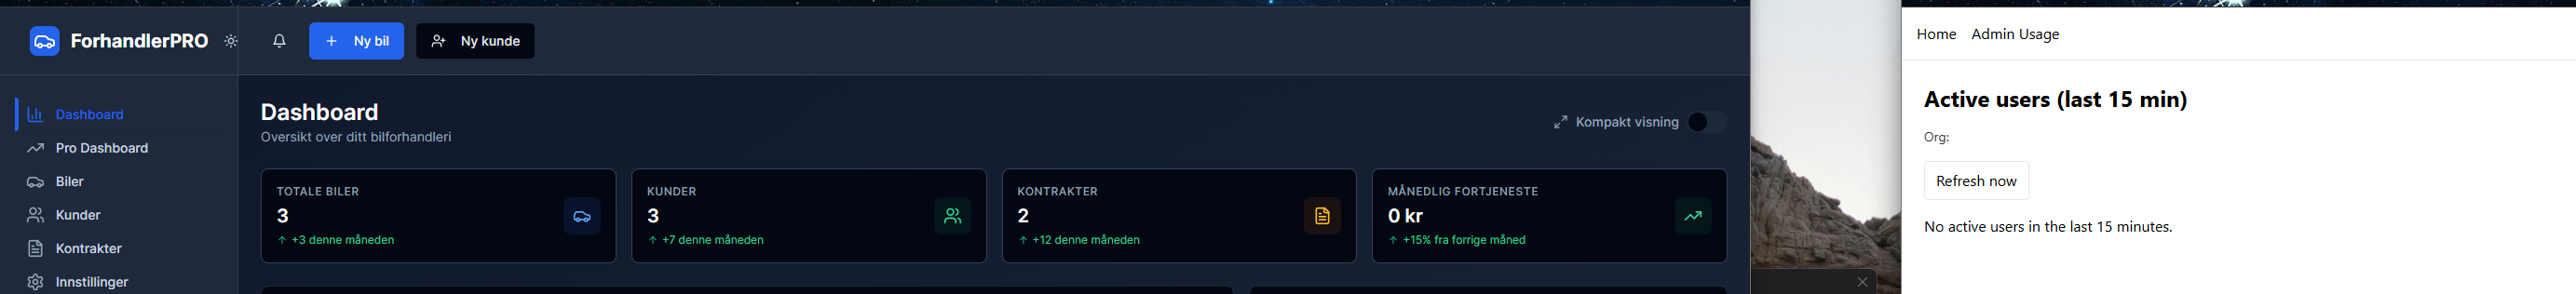 ForhandlerPRO
Ny bil
Ny kunde
Dashboard
Pro Dashboard
Biler
Kunder
Kontrakter
Innstillinger
Dashboard
Oversikt over ditt bilforhandleri
Kompakt visning
TOTALE BILER
3
+3 denne måneden
KUNDER
3
+7 denne måneden
KONTRAKTER
2
+12 denne måneden
MÅNEDLIG FORTJENESTE
0 kr
+15% fra forrige måned
Home Admin Usage
Active users (last 15 min)
Org:
Refresh now
No active users in the last 15 minutes.